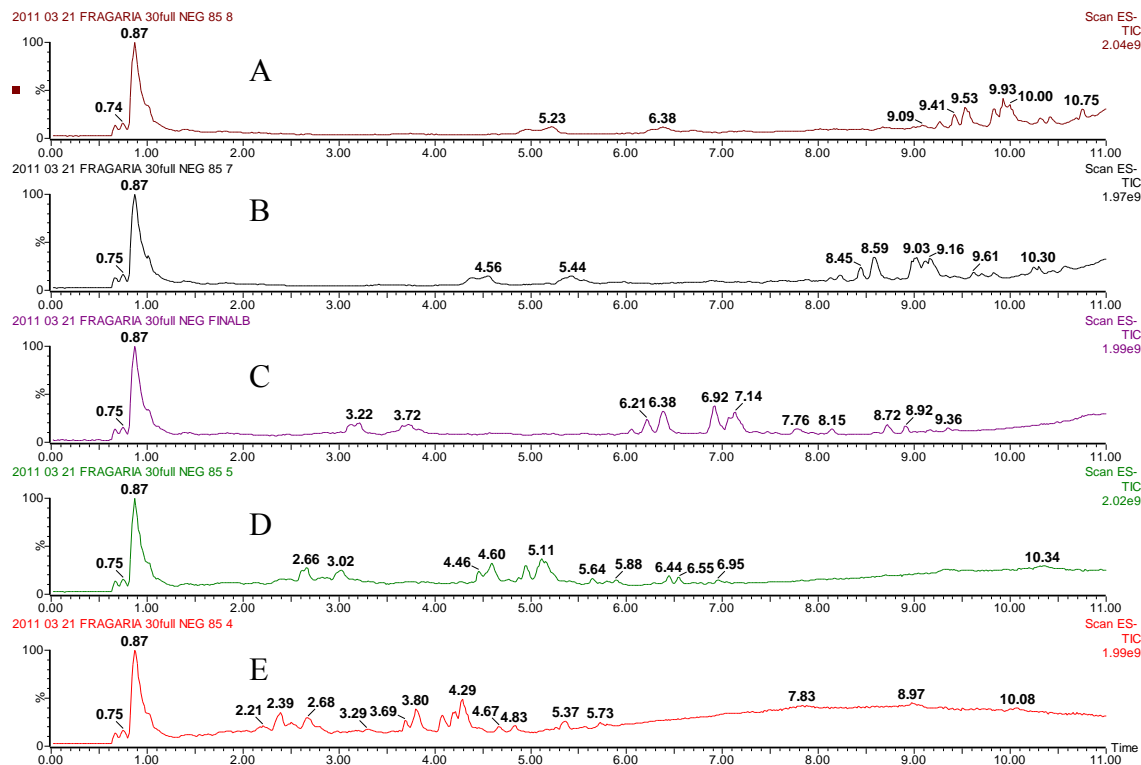 2011 03 21 FRAGARIA 30full NEG 85 8
Scan ES-
TIC
2.04e9
A
0.87
0.74
5.23
6.38
9.09
9.41
9.53
9.93
10.00
10.75
100
%
0
0.00 1.00 2.00 3.00 4.00 5.00 6.00 7.00 8.00 9.00 10.00 11.00
2011 03 21 FRAGARIA 30full NEG 85 7
Scan ES-
TIC
1.97e9
B
0.87
0.75
4.56
5.44
8.45
8.59
9.03
9.16
9.61
10.30
100
%
0
0.00 1.00 2.00 3.00 4.00 5.00 6.00 7.00 8.00 9.00 10.00 11.00
2011 03 21 FRAGARIA 30full NEG FINALB
Scan ES-
TIC
1.99e9
C
0.87
0.75
3.22
3.72
6.21
6.38
6.92
7.14
7.76
8.15
8.72
8.92
9.36
100
%
0
0.00 1.00 2.00 3.00 4.00 5.00 6.00 7.00 8.00 9.00 10.00 11.00
2011 03 21 FRAGARIA 30full NEG 85 5
Scan ES-
TIC
2.02e9
D
0.87
0.75
2.66
3.02
4.46
4.60
5.11
5.64
5.88
6.44
6.55
6.95
10.34
100
%
0
0.00 1.00 2.00 3.00 4.00 5.00 6.00 7.00 8.00 9.00 10.00 11.00
2011 03 21 FRAGARIA 30full NEG 85 4
Scan ES-
TIC
1.99e9
E
0.87
0.75
2.21
2.39
2.68
3.29
3.69
3.80
4.29
4.67
4.83
5.37
5.73
7.83
8.97
10.08
100
%
0
Time
0.00 1.00 2.00 3.00 4.00 5.00 6.00 7.00 8.00 9.00 10.00 11.00